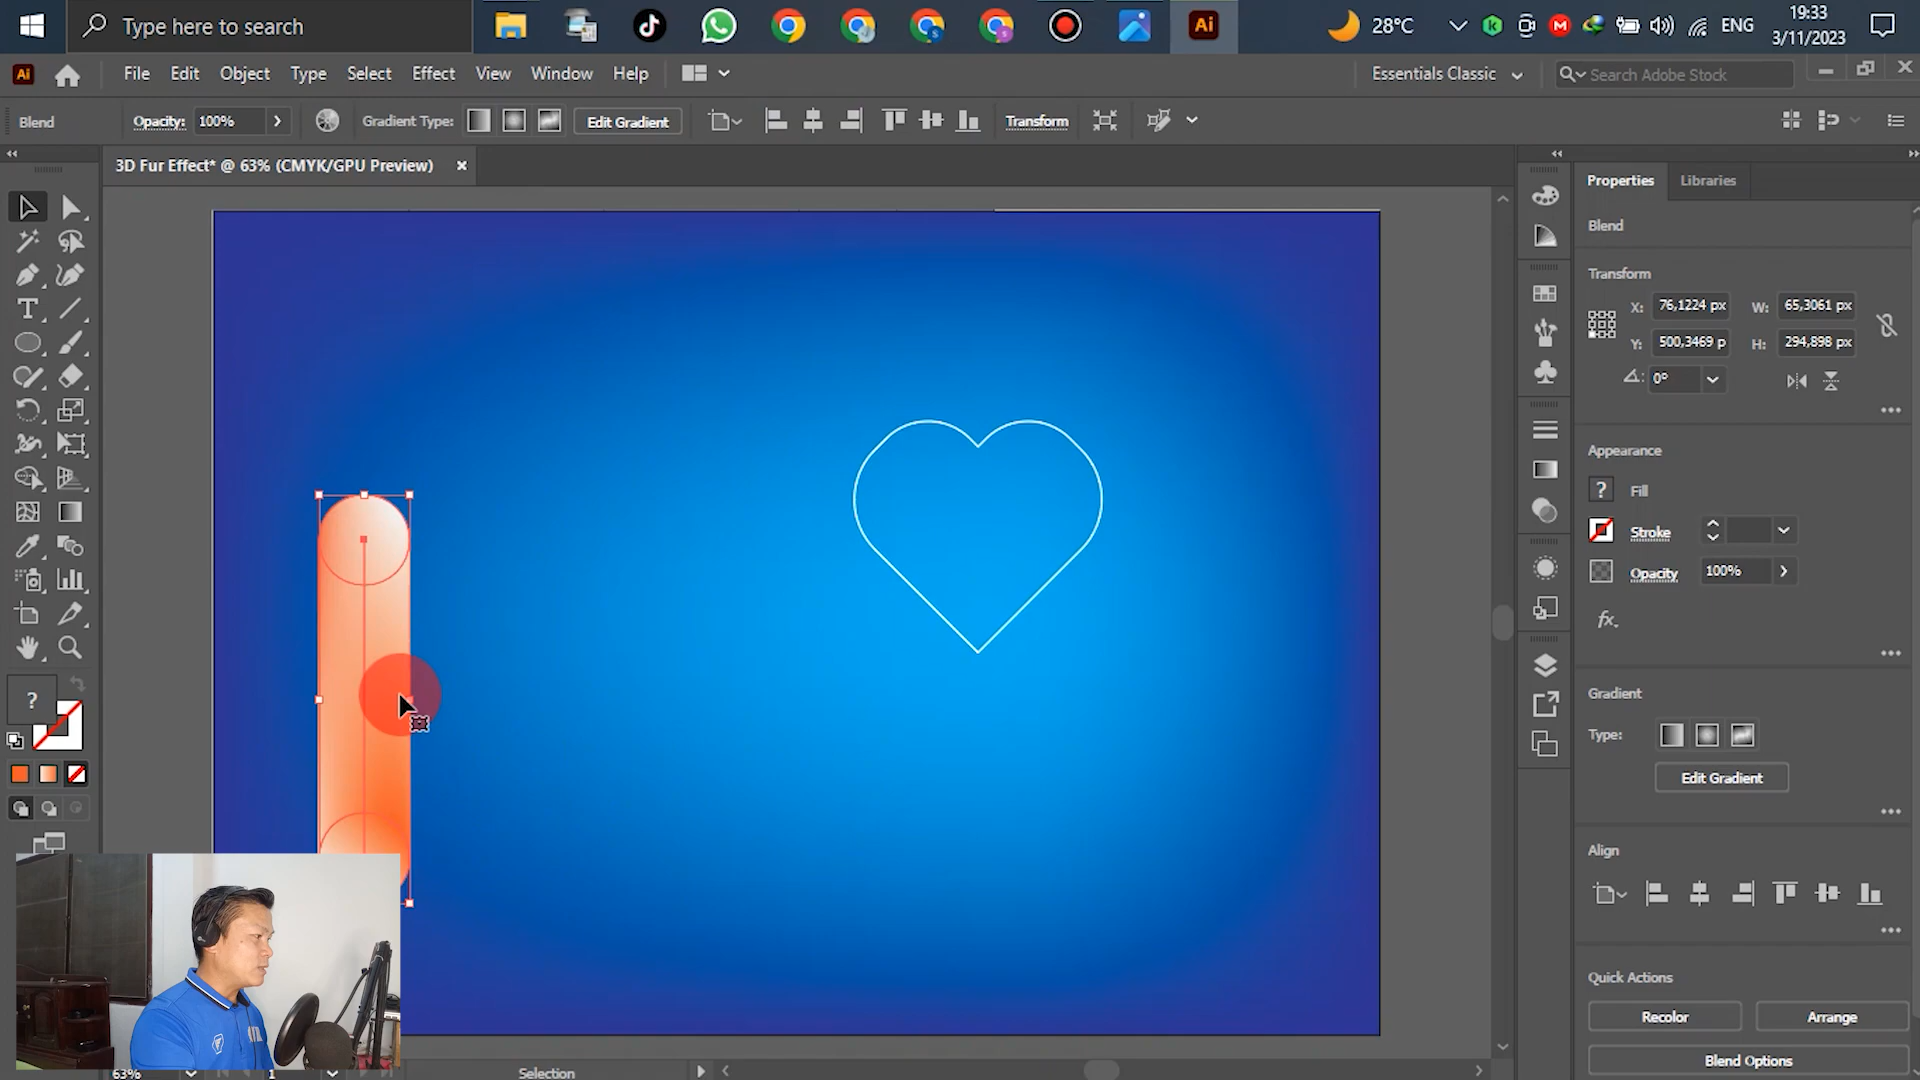 Type here to search
28°C
ENG
19:33
3/11/2023
Ai
Ai
File Edit Object Type Select Effect View Window Help
Essentials Classic
Search Adobe Stock
Blend
Opacity: 100%
Gradient Type:
Edit Gradient
Transform
3D Fur Effect* @ 63% (CMYK/GPU Preview)
Properties Libraries
Blend
Transform
X: 76,1224 px W: 65,3061 px
Y: 500,3469 p H: 294,898 px
0°
Appearance
? Fill
Stroke
Opacity 100%
fx.
Gradient
Type:
Edit Gradient
Align
Quick Actions
Recolor Arrange
Blend Options
?
63% 1 Selection